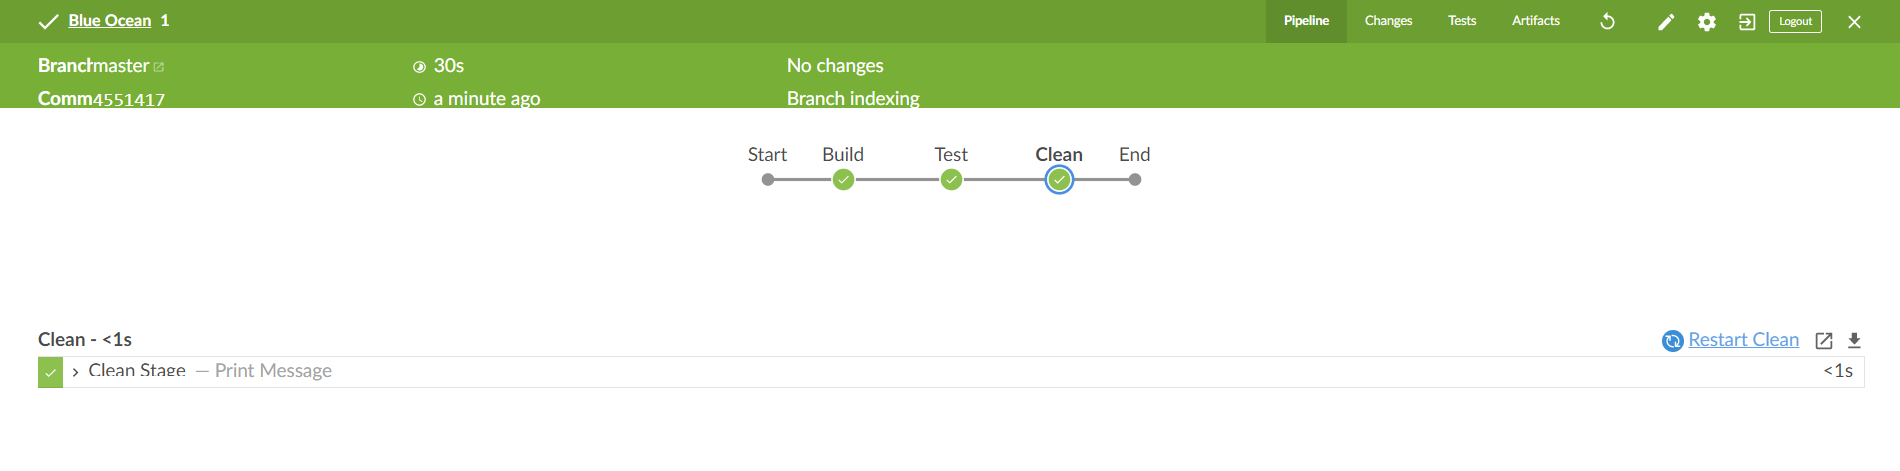 Blue Ocean 1 Pipeline Changes Tests Artifacts Logout
Branch master 30s No changes
Comm 4551417 a minute ago Branch indexing
Start Build Test Clean End
Clean - <1s Restart Clean
Clean Stage — Print Message <1s